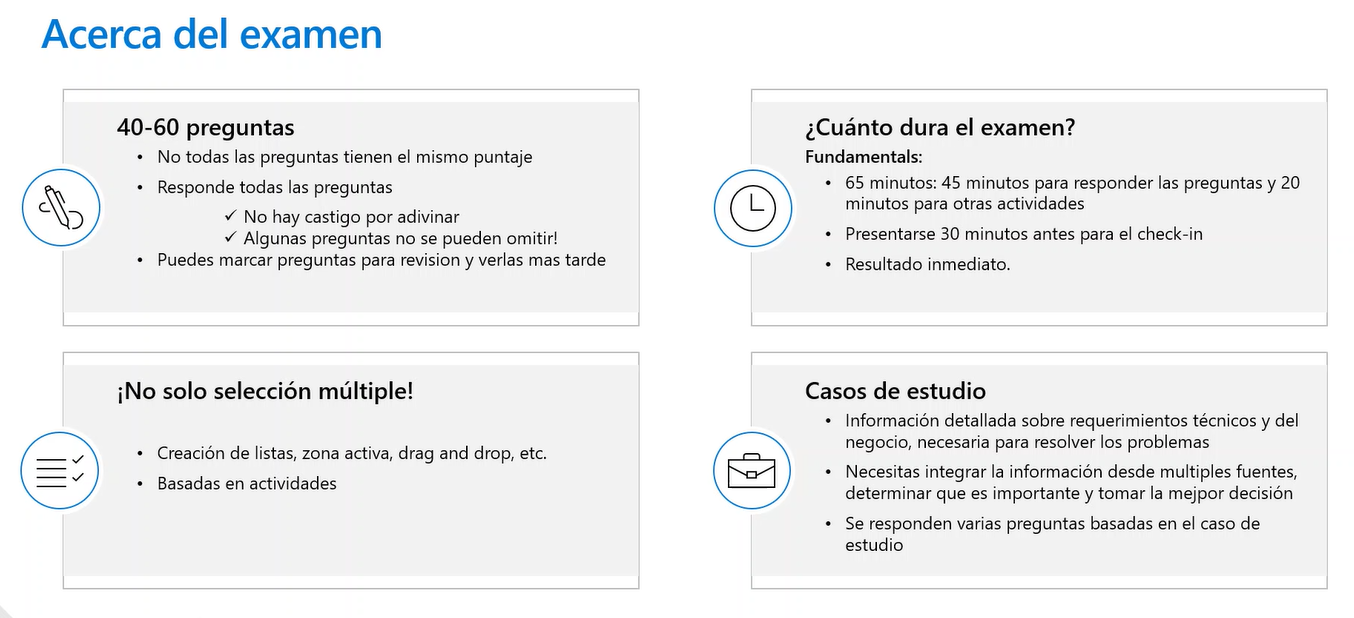 Acerca del examen
40-60 preguntas
• No todas las preguntas tienen el mismo puntaje
• Responde todas las preguntas
✓ No hay castigo por adivinar
✓ Algunas preguntas no se pueden omitir!
• Puedes marcar preguntas para revision y verlas mas tarde
¿Cuánto dura el examen?
Fundamentals:
• 65 minutos: 45 minutos para responder las preguntas y 20
minutos para otras actividades
• Presentarse 30 minutos antes para el check-in
• Resultado inmediato.
¡No solo selección múltiple!
• Creación de listas, zona activa, drag and drop, etc.
• Basadas en actividades
Casos de estudio
• Información detallada sobre requerimientos técnicos y del
negocio, necesaria para resolver los problemas
• Necesitas integrar la información desde multiples fuentes,
determinar que es importante y tomar la mejpor decisión
• Se responden varias preguntas basadas en el caso de
estudio